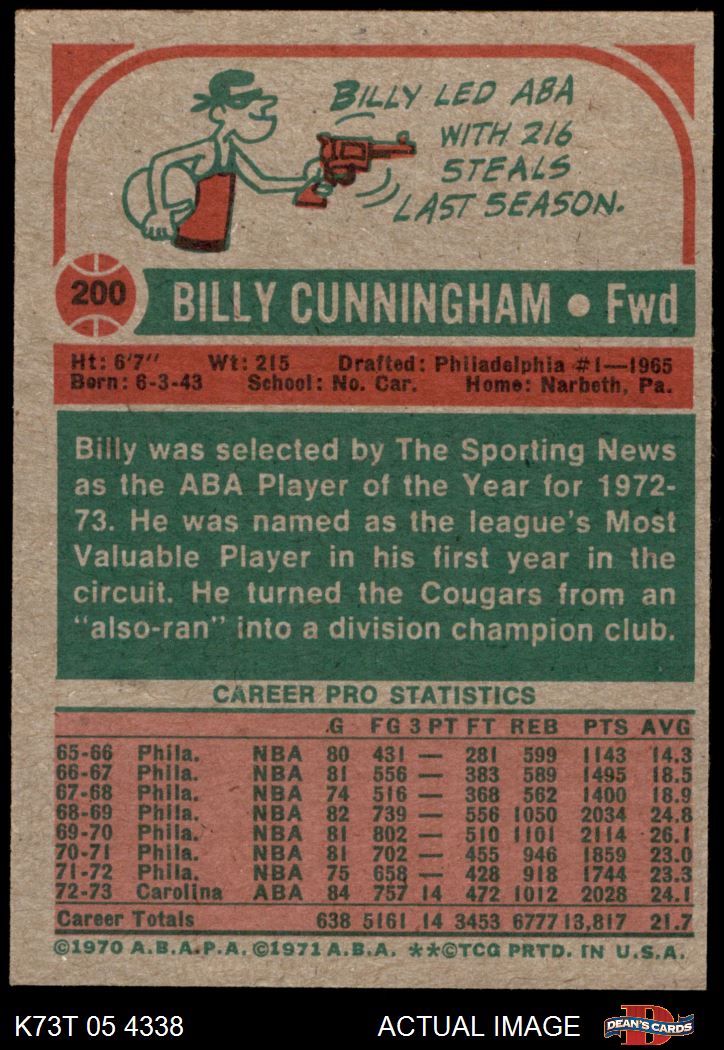 BILLY LED ABA
WITH 216
STEALS
LAST SEASON.
200
BILLY CUNNINGHAM • Fwd
Ht: 6'7" Wt: 215 Drafted: Philadelphia #1—1965
Born: 6-3-43 School: No. Car. Home: Narbeth, Pa.
Billy was selected by The Sporting News
as the ABA Player of the Year for 1972-
73. He was named as the league's Most
Valuable Player in his first year in the
circuit. He turned the Cougars from an
"also-ran" into a division champion club.
CAREER PRO STATISTICS
G FG 3 PT FT REB PTS AVG
65-66 Phila. NBA 80 431 — 281 599 1143 14.3
66-67 Phila. NBA 81 556 — 383 589 1495 18.5
67-68 Phila. NBA 74 516 — 368 562 1400 18.9
68-69 Phila. NBA 82 739 — 556 1050 2034 24.8
69-70 Phila. NBA 81 802 — 510 1101 2114 26.1
70-71 Phila. NBA 81 702 — 455 946 1859 23.0
71-72 Phila. NBA 75 658 — 428 918 1744 23.3
72-73 Carolina ABA 84 757 14 472 1012 2028 24.1
Career Totals 638 5161 14 3453 6777 13,817 21.7
©1970 A.B.A.P.A. ©1971 A.B.A. **©TCG PRTD. IN U.S.A.
K73T 05 4338 ACTUAL IMAGE D DEAN'S CARDS